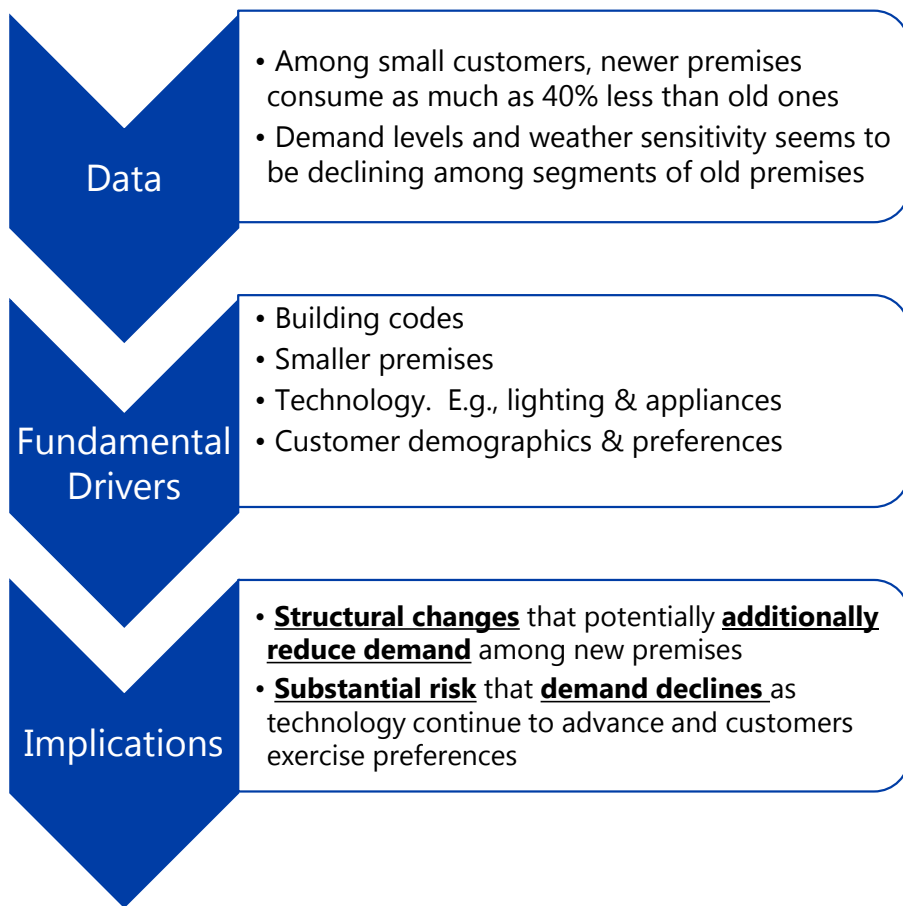 Data
• Among small customers, newer premises
consume as much as 40% less than old ones
• Demand levels and weather sensitivity seems to
be declining among segments of old premises
Fundamental
Drivers
• Building codes
• Smaller premises
• Technology.  E.g., lighting & appliances
• Customer demographics & preferences
Implications
• Structural changes that potentially additionally
reduce demand among new premises
• Substantial risk that demand declines as
technology continue to advance and customers
exercise preferences